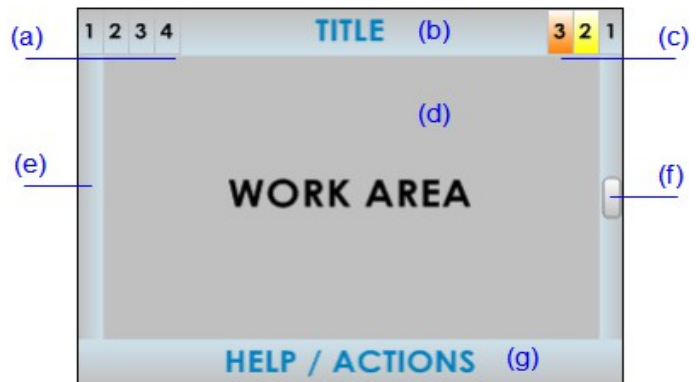 (a) 1 2 3 4 TITLE (b) 3 2 1 (c)
(d)
(e) WORK AREA (f)
HELP / ACTIONS (g)